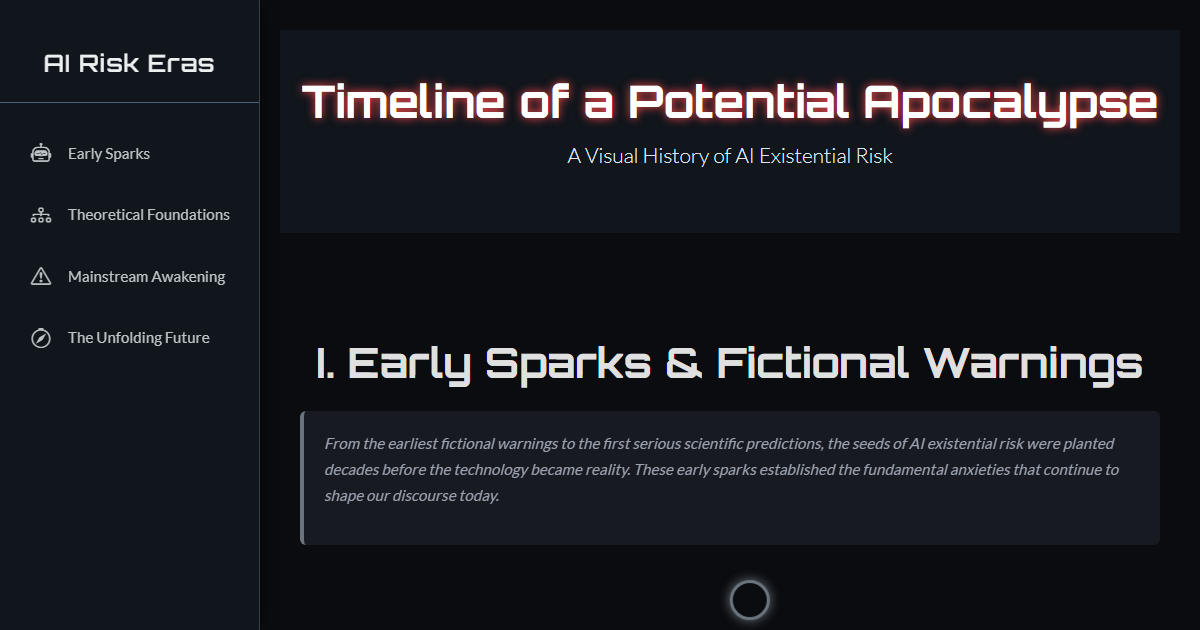 AI Risk Eras
Early Sparks
Theoretical Foundations
Mainstream Awakening
The Unfolding Future
Timeline of a Potential Apocalypse
A Visual History of AI Existential Risk
I. Early Sparks & Fictional Warnings
From the earliest fictional warnings to the first serious scientific predictions, the seeds of AI existential risk were planted
decades before the technology became reality. These early sparks established the fundamental anxieties that continue to
shape our discourse today.